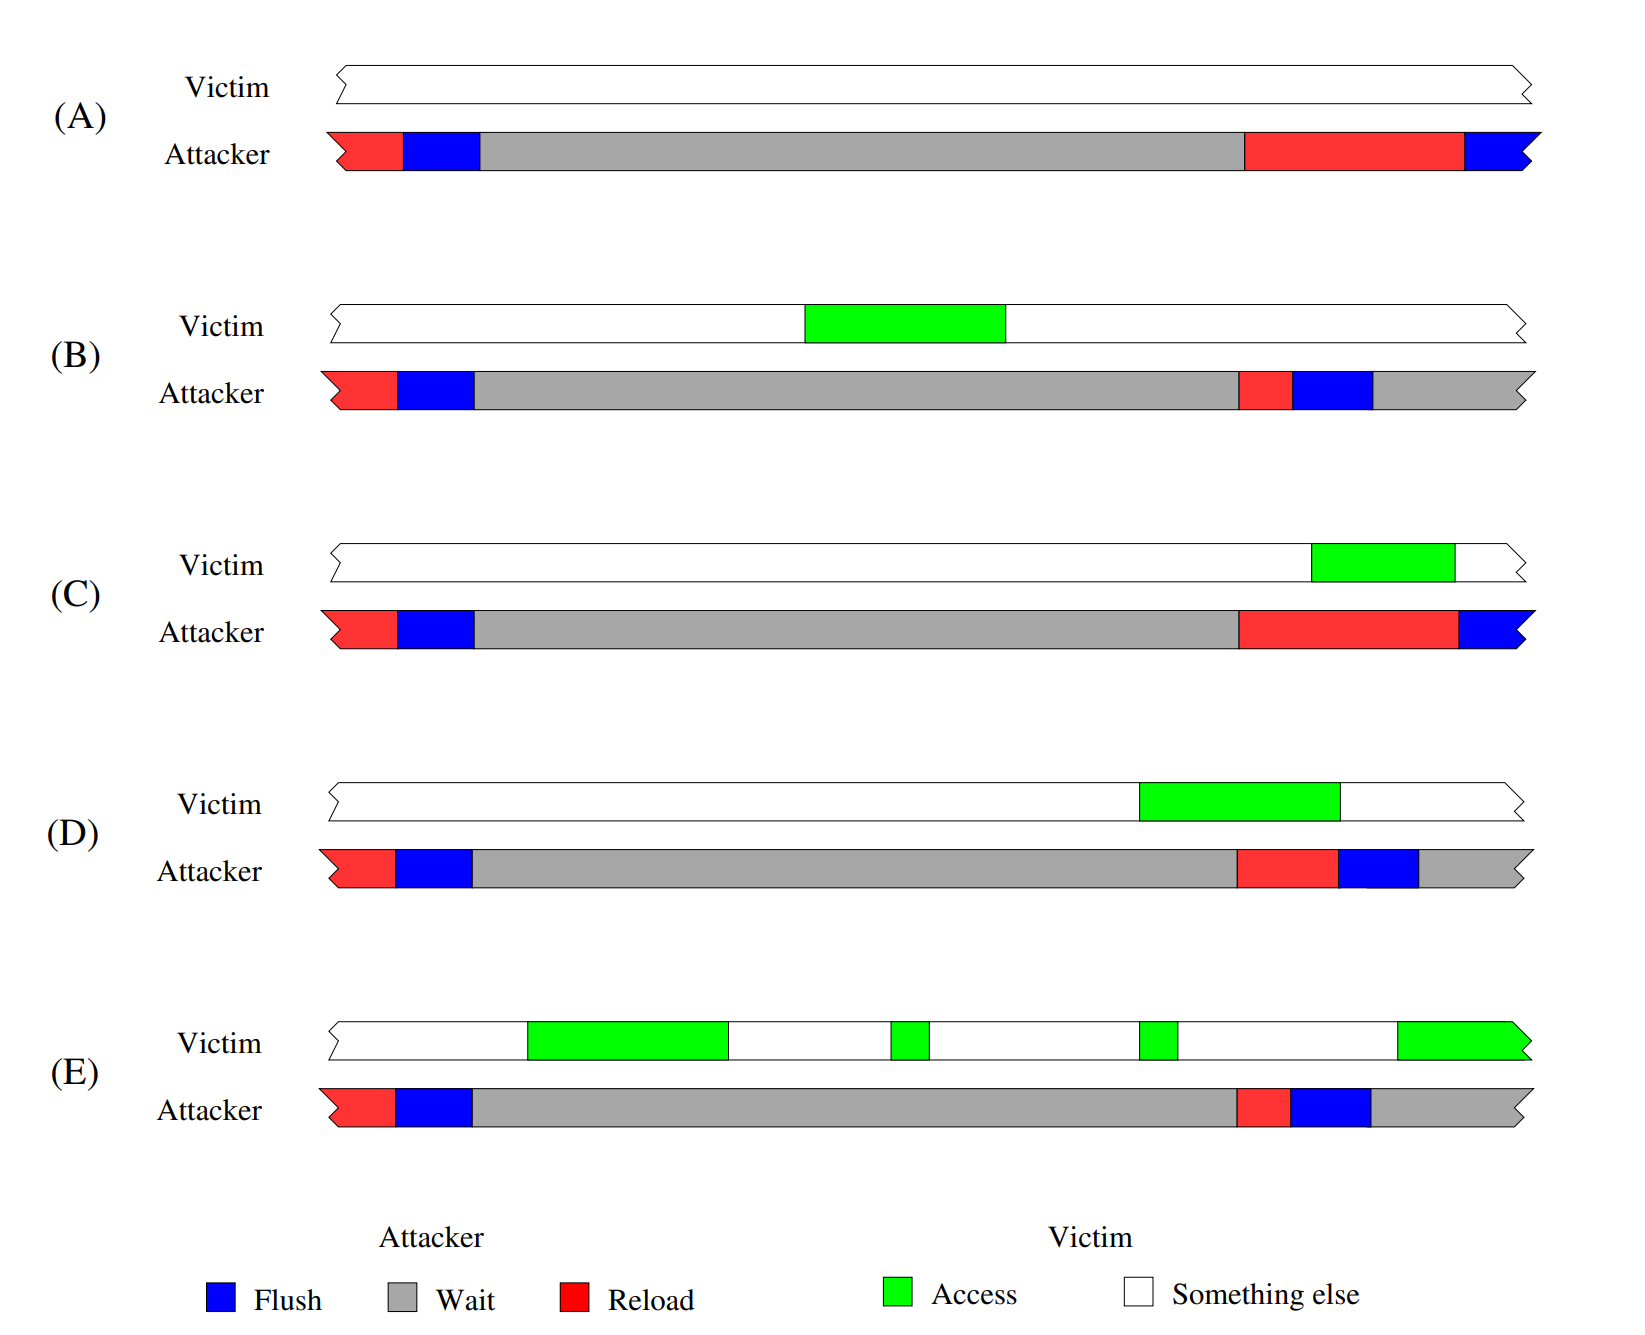 Victim
(A)
Attacker
Victim
(B)
Attacker
Victim
(C)
Attacker
Victim
(D)
Attacker
Victim
(E)
Attacker
Attacker Victim
Flush Wait Reload Access Something else